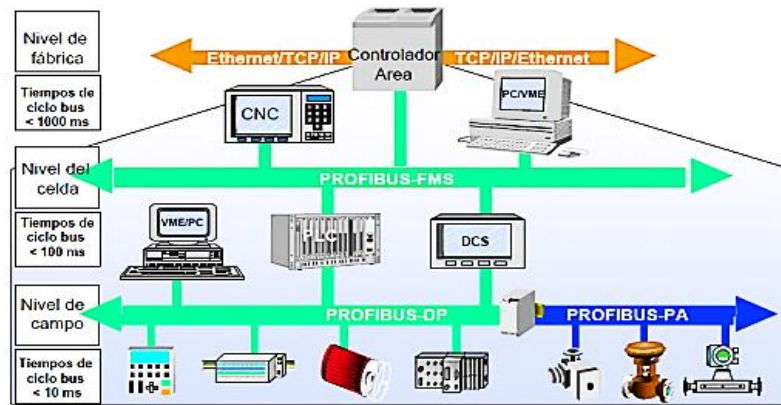 Nivel de
fábrica
Ethernet/TCP/IP
Controlador
Area
TCP/IP/Ethernet
Tiempos de
ciclo bus
< 1000 ms
CNC
PC/VME
Nivel del
celda
PROFIBUS-FMS
Tiempos de
ciclo bus
< 100 ms
VME/PC
DCS
Nivel de
campo
PROFIBUS-DP
PROFIBUS-PA
Tiempos de
ciclo bus
< 10 ms